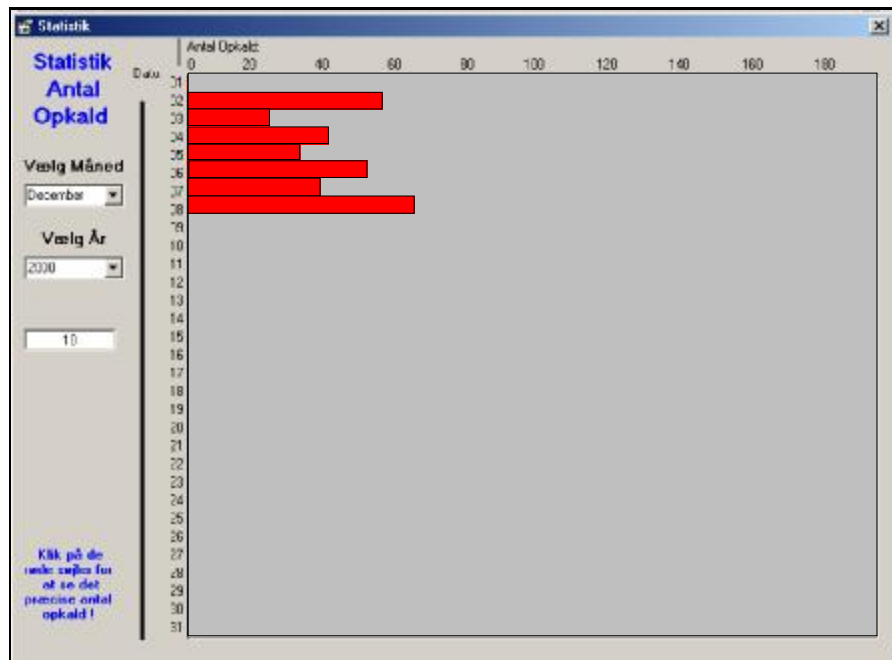 Statistik
Statistik
Antal
Opkald
Vælg Måned
December
Vælg År
2000
10
Klik på de
røde søjler for
at se det
præcise antal
opkald !
Antal Opkald:
Dato:
0 20 40 60 80 100 120 140 160 180
01
02
03
04
05
06
07
08
09
10
11
12
13
14
15
16
17
18
19
20
21
22
23
24
25
26
27
28
29
30
31